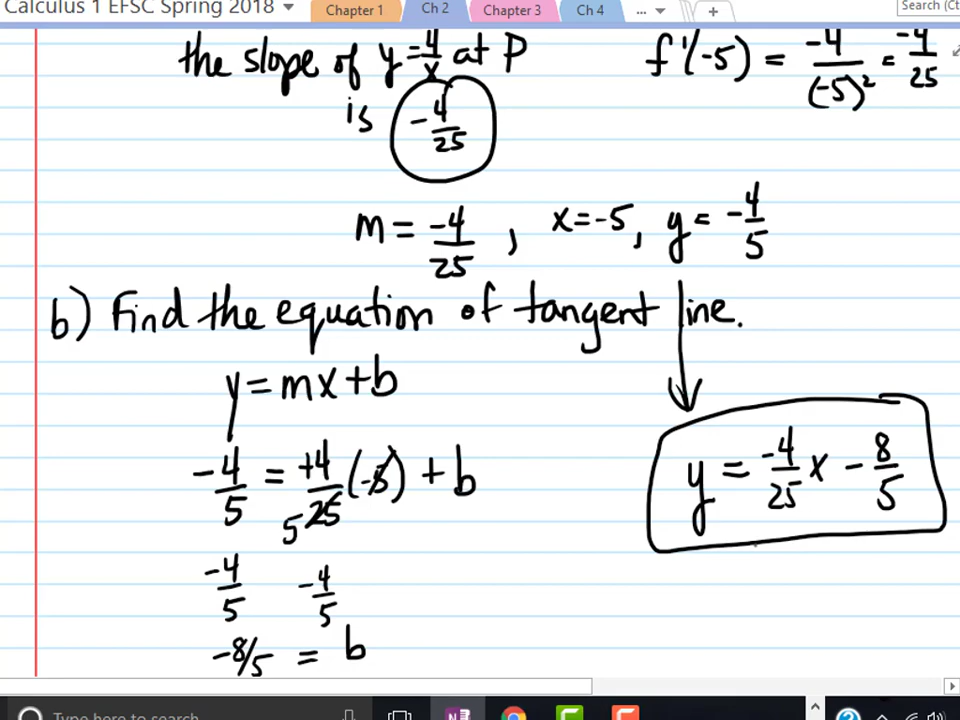 Calculus 1 EFSC Spring 2018
Chapter 1
Ch 2
Chapter 3
Ch 4
...
+
Search (Ct
the slope of y = 4/x at P
is -4/25
f'(-5) = -4/(-5)² = -4/25
m = -4/25 , x = -5, y = -4/5
b) Find the equation of tangent line.
y = mx + b
-4/5 = +4/25 (-5) + b
5
-4/5 -4/5
-8/5 = b
y = -4/25 x - 8/5
Type here to search